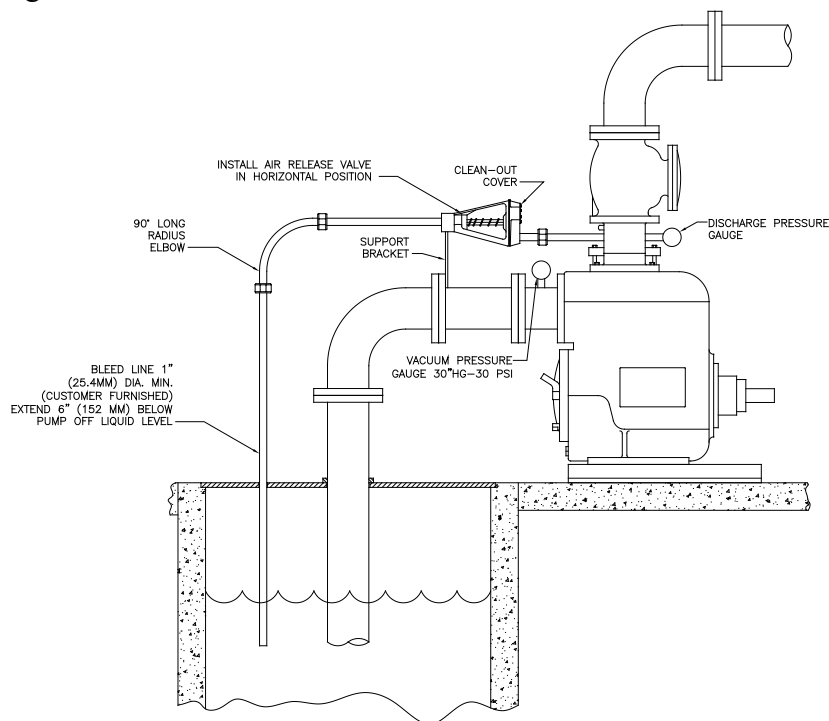 INSTALL AIR RELEASE VALVE
IN HORIZONTAL POSITION
CLEAN-OUT
COVER
90° LONG
RADIUS
ELBOW
SUPPORT
BRACKET
DISCHARGE PRESSURE
GAUGE
VACUUM PRESSURE
GAUGE 30"HG-30 PSI
BLEED LINE 1"
(25.4MM) DIA. MIN.
(CUSTOMER FURNISHED)
EXTEND 6" (152 MM) BELOW
PUMP OFF LIQUID LEVEL